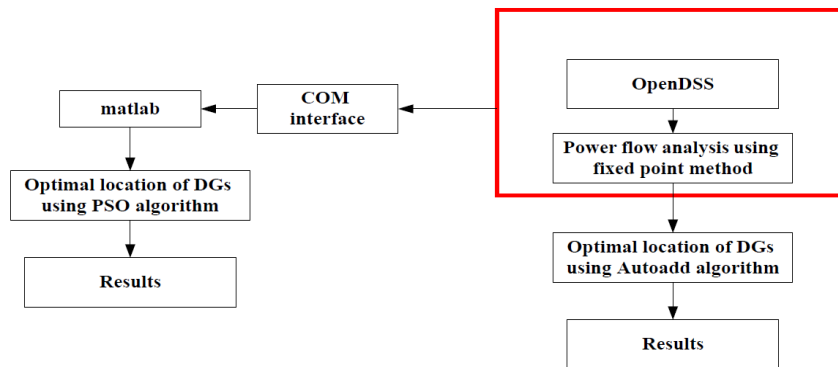 OpenDSS
Power flow analysis using
fixed point method
COM
interface
matlab
Optimal location of DGs
using PSO algorithm
Results
Optimal location of DGs
using Autoadd algorithm
Results